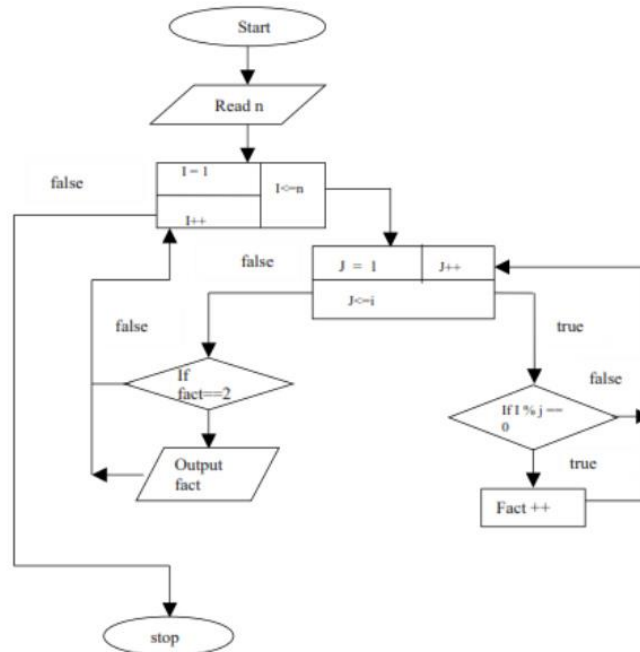 Start
Read n
false
I = 1
I<=n
I++
false
J = 1
J++
J<=i
false
true
If
fact==2
false
If I % j ==
0
Output
fact
true
Fact ++
stop